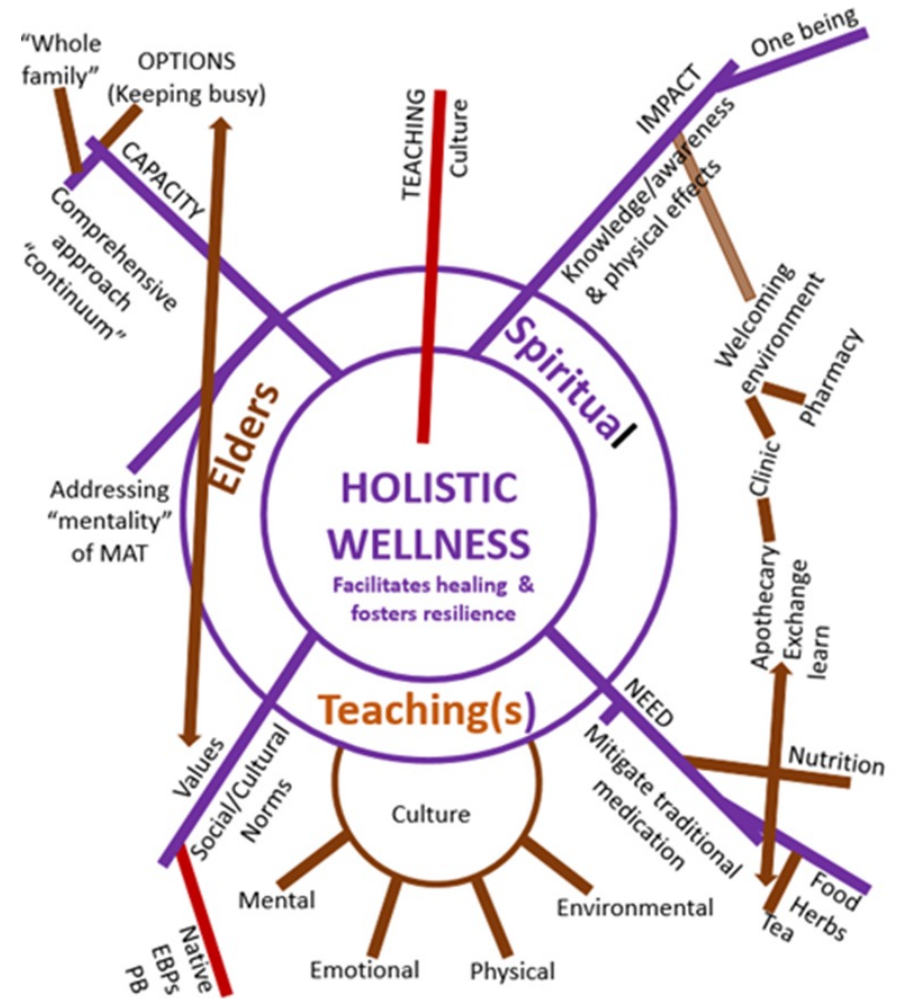 “Whole
family”
OPTIONS
(Keeping busy)
CAPACITY
Comprehensive
approach
“continuum”
TEACHING
Culture
One being
IMPACT
Knowledge/awareness
& physical effects
Welcoming
environment
Pharmacy
Clinic
Apothecary
Exchange
learn
Spiritual
Elders
Addressing
“mentality”
of MAT
HOLISTIC
WELLNESS
Facilitates healing &
fosters resilience
Teaching(s)
NEED
Mitigate traditional
medication
Nutrition
Food
Herbs
Tea
Values
Social/Cultural
Norms
Native
EBPs
PB
Culture
Mental
Emotional
Physical
Environmental